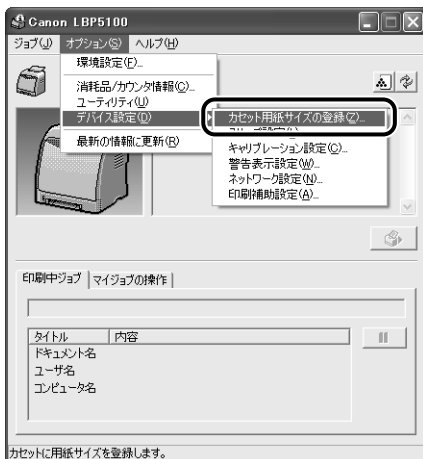 Canon LBP5100
ジョブ(J) オプション(S) ヘルプ(H)
環境設定(F)...
消耗品/カウンタ情報(C)...
ユーティリティ(U)
デバイス設定(D)
最新の情報に更新(R)
カセット用紙サイズの登録(Z)...
キャリブレーション設定(C)...
警告表示設定(W)...
ネットワーク設定(N)...
印刷補助設定(A)...
印刷中ジョブ マイジョブの操作
タイトル 内容
ドキュメント名
ユーザ名
コンピュータ名
カセットに用紙サイズを登録します。